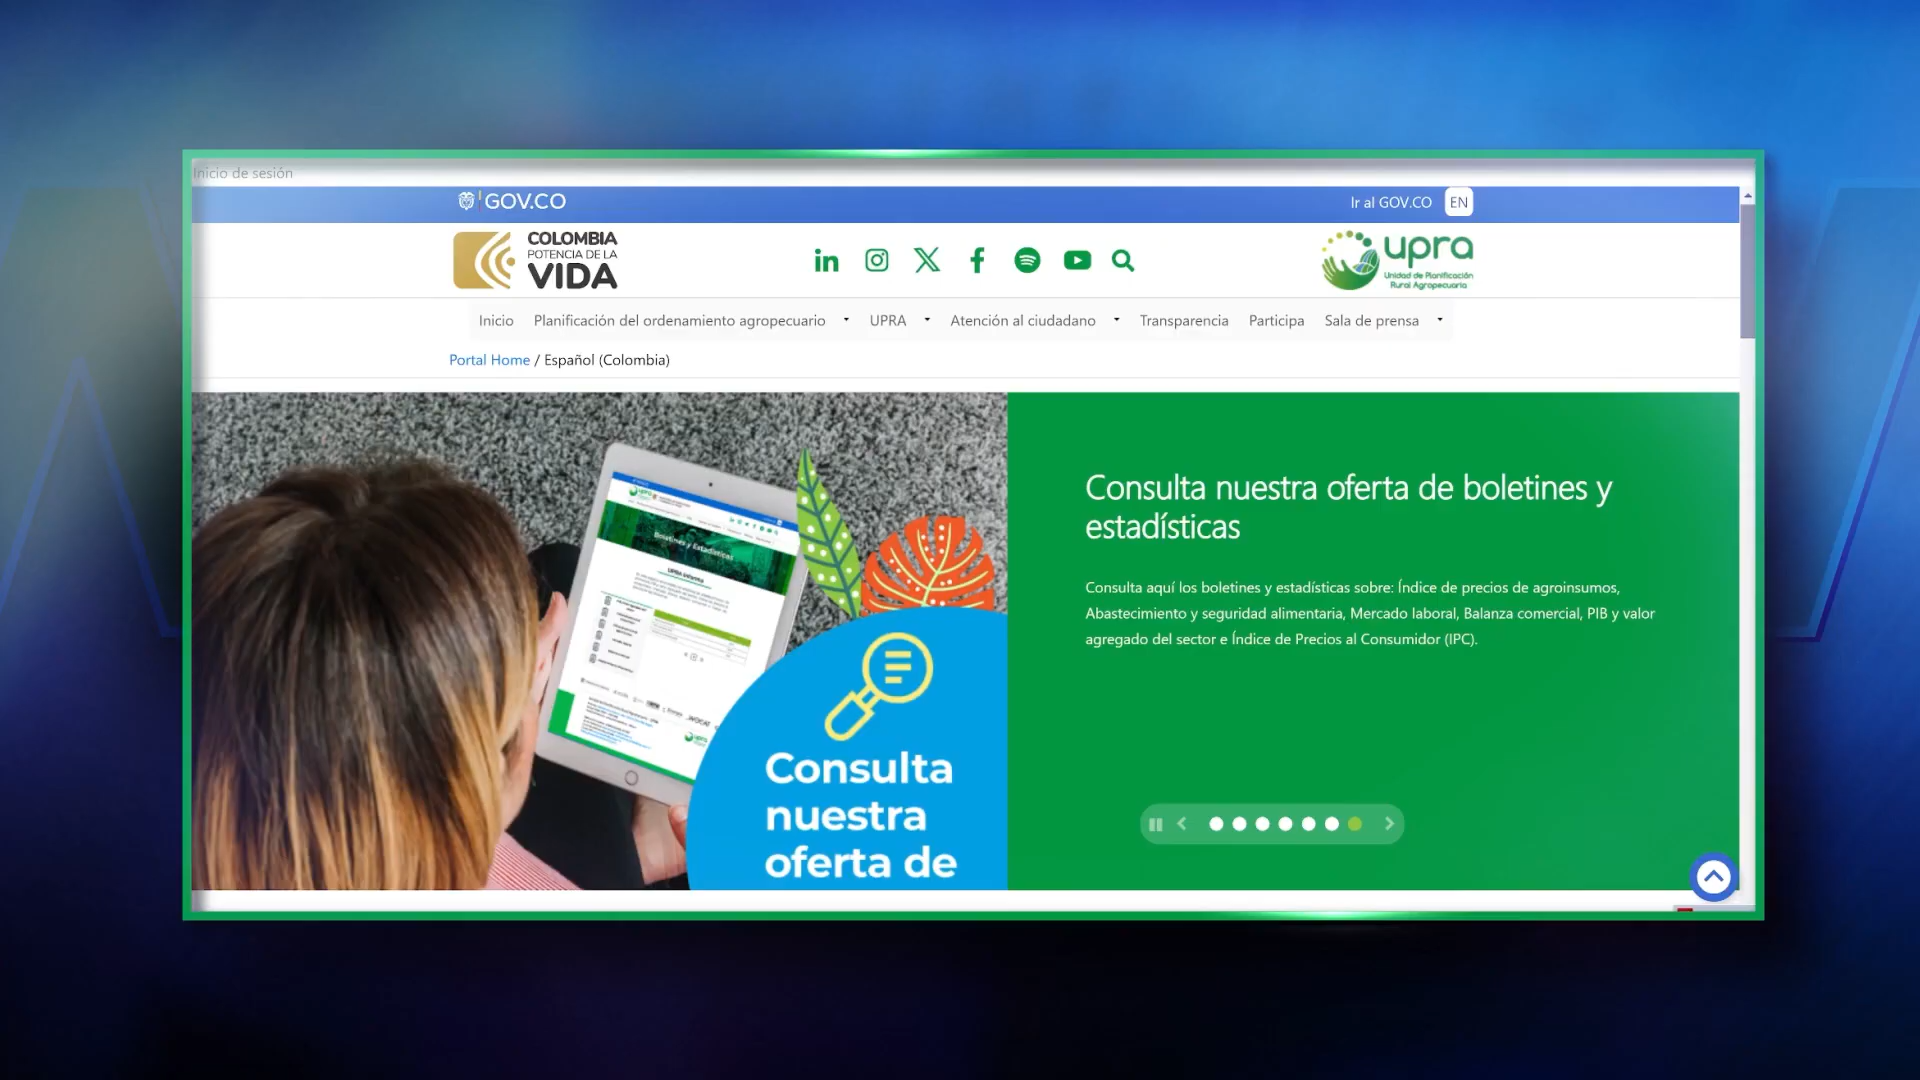 Inicio de sesión
GOV.CO
Ir al GOV.CO EN
COLOMBIA
POTENCIA DE LA
VIDA
upra
Unidad de Planificación
Rural Agropecuaria
Inicio Planificación del ordenamiento agropecuario UPRA Atención al ciudadano Transparencia Participa Sala de prensa
Portal Home / Español (Colombia)
upra
Boletines y Estadísticas
Consulta
nuestra
oferta de
Consulta nuestra oferta de boletines y
estadísticas
Consulta aquí los boletines y estadísticas sobre: Índice de precios de agroinsumos,
Abastecimiento y seguridad alimentaria, Mercado laboral, Balanza comercial, PIB y valor
agregado del sector e Índice de Precios al Consumidor (IPC).